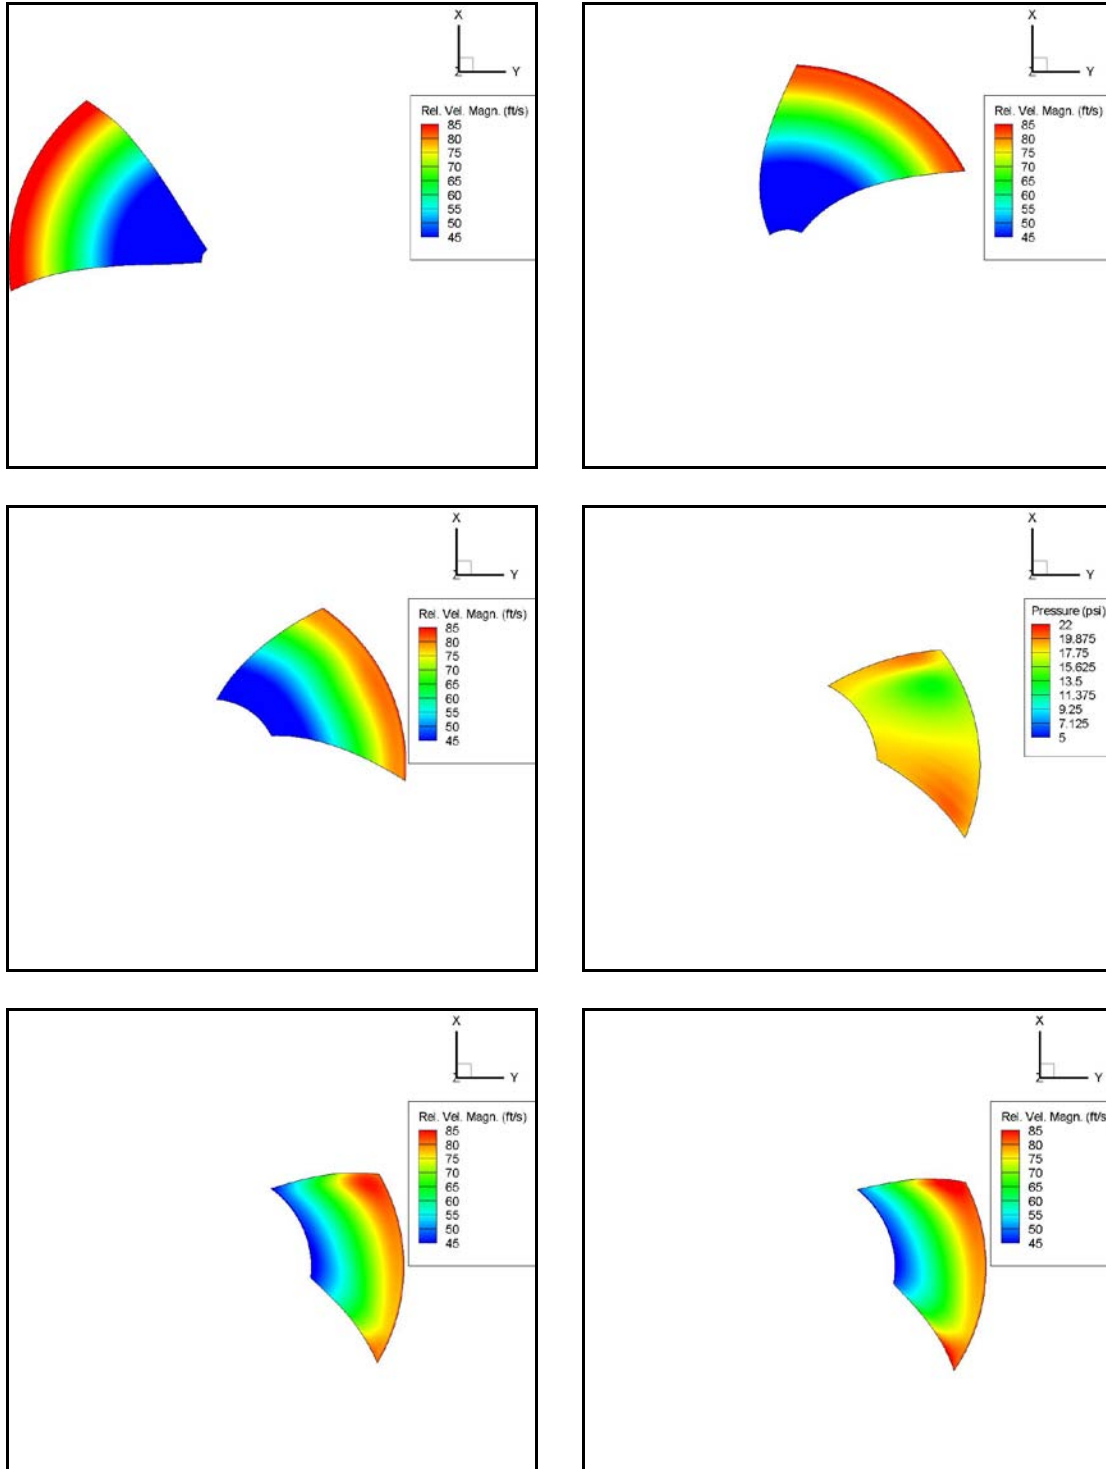 X
Z
Y
Rel. Vel. Magn. (ft/s)
85
80
75
70
65
60
55
50
45
X
Z
Y
Rel. Vel. Magn. (ft/s)
85
80
75
70
65
60
55
50
45
X
Z
Y
Rel. Vel. Magn. (ft/s)
85
80
75
70
65
60
55
50
45
X
Z
Y
Pressure (psi)
22
19.875
17.75
15.625
13.5
11.375
9.25
7.125
5
X
Z
Y
Rel. Vel. Magn. (ft/s)
85
80
75
70
65
60
55
50
45
X
Z
Y
Rel. Vel. Magn. (ft/s
85
80
75
70
65
60
55
50
45